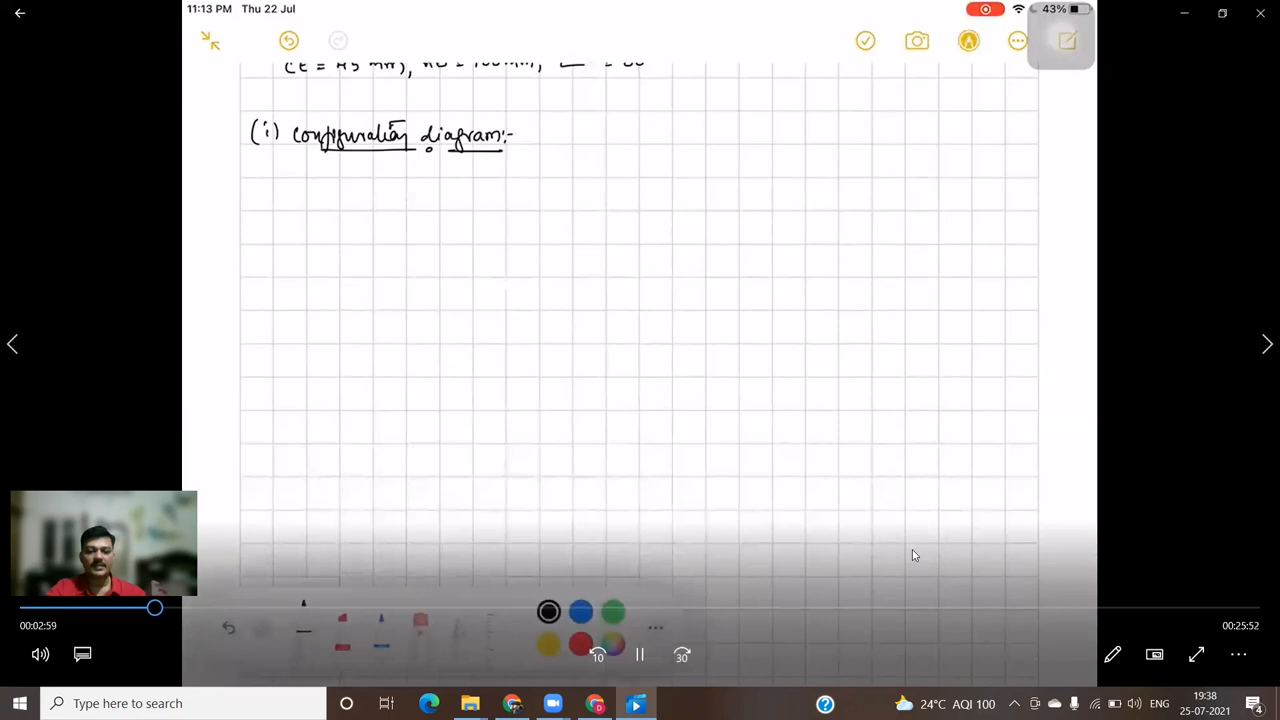 11:13 PM Thu 22 Jul
43%
(i) configuration diagram:-
00:02:59
25:52
10
30
Type here to search
24°C AQI 100
ENG
19:38
25-07-2021
4